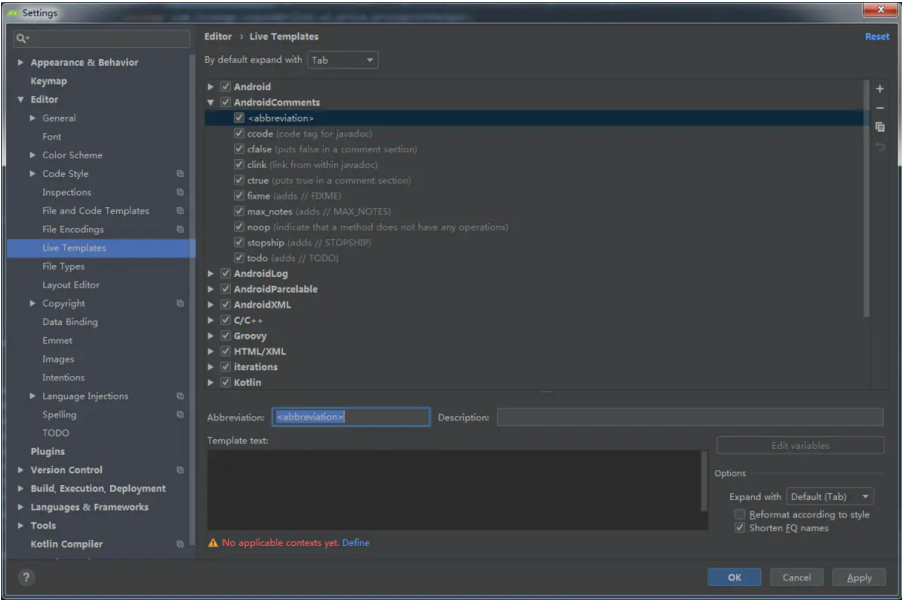 Settings
Editor › Live Templates
Reset
By default expand with Tab
Appearance & Behavior
Keymap
Editor
General
Font
Color Scheme
Code Style
Inspections
File and Code Templates
File Encodings
Live Templates
File Types
Layout Editor
Copyright
Data Binding
Emmet
Images
Intentions
Language Injections
Spelling
TODO
Plugins
Version Control
Build, Execution, Deployment
Languages & Frameworks
Tools
Kotlin Compiler
Android
AndroidComments
<abbreviation>
ccode (code tag for javadoc)
cfalse (puts false in a comment section)
clink (link from within javadoc)
ctrue (puts true in a comment section)
fixme (adds // FIXME)
max_notes (adds // MAX_NOTES)
noop (indicate that a method does not have any operations)
stopship (adds // STOPSHIP)
todo (adds // TODO)
AndroidLog
AndroidParcelable
AndroidXML
C/C++
Groovy
HTML/XML
iterations
Kotlin
Abbreviation: <abbreviation> Description:
Template text:
Edit variables
Options
Expand with Default (Tab)
Reformat according to style
Shorten FQ names
No applicable contexts yet. Define
?
OK Cancel Apply